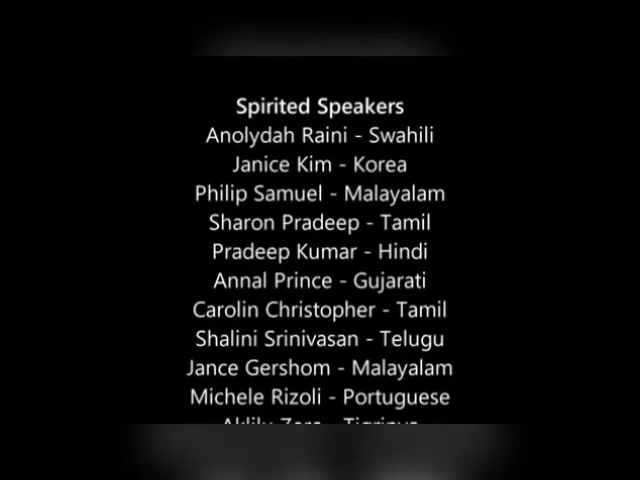 Spirited Speakers
Anolydah Raini - Swahili
Janice Kim - Korea
Philip Samuel - Malayalam
Sharon Pradeep - Tamil
Pradeep Kumar - Hindi
Annal Prince - Gujarati
Carolin Christopher - Tamil
Shalini Srinivasan - Telugu
Jance Gershom - Malayalam
Michele Rizoli - Portuguese